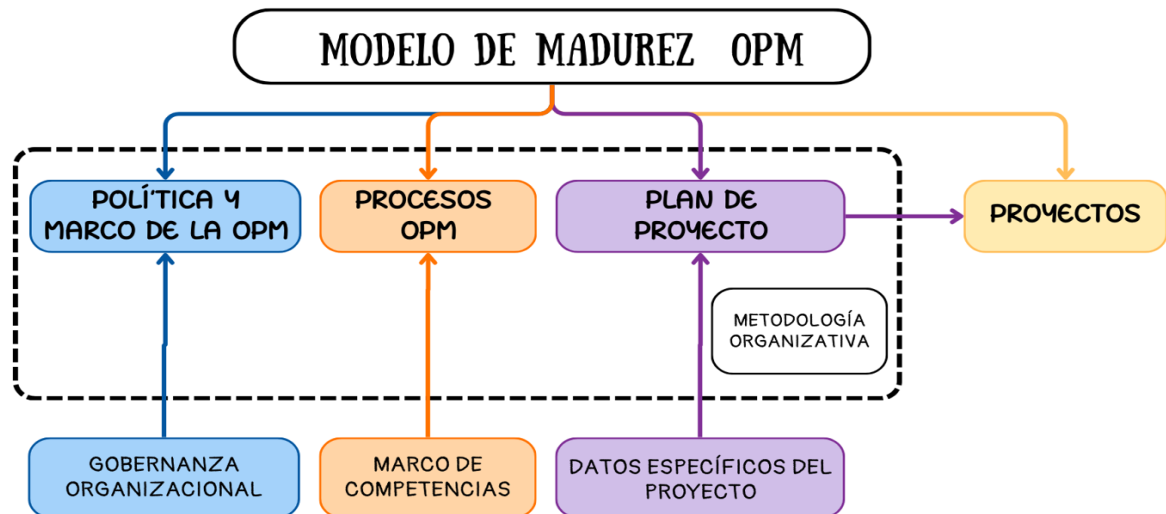 MODELO DE MADUREZ OPM
POLÍTICA Y
MARCO DE LA OPM
PROCESOS
OPM
PLAN DE
PROYECTO
PROYECTOS
METODOLOGÍA
ORGANIZATIVA
GOBERNANZA
ORGANIZACIONAL
MARCO DE
COMPETENCIAS
DATOS ESPECÍFICOS DEL
PROYECTO